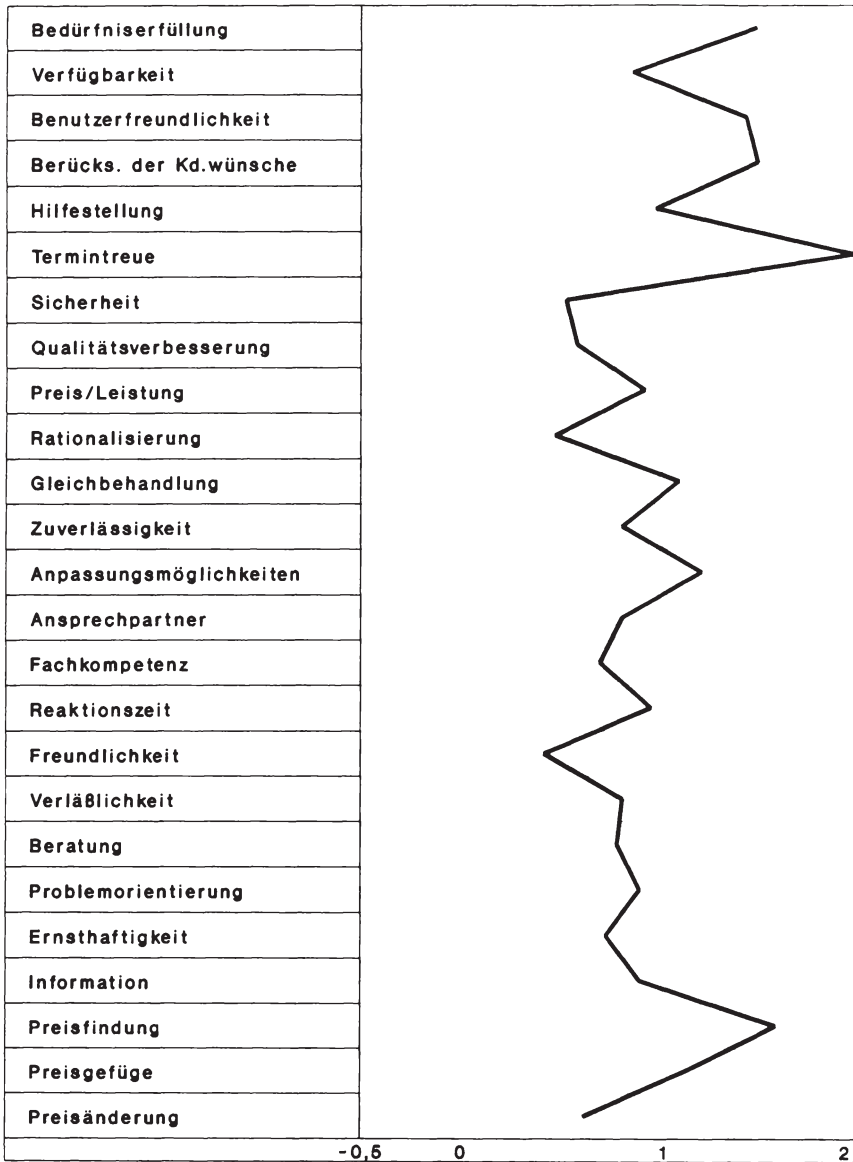 Bedürfniserfüllung
Verfügbarkeit
Benutzerfreundlichkeit
Berücks. der Kd.wünsche
Hilfestellung
Termintreue
Sicherheit
Qualitätsverbesserung
Preis/Leistung
Rationalisierung
Gleichbehandlung
Zuverlässigkeit
Anpassungsmöglichkeiten
Ansprechpartner
Fachkompetenz
Reaktionszeit
Freundlichkeit
Verläßlichkeit
Beratung
Problemorientierung
Ernsthaftigkeit
Information
Preisfindung
Preisgefüge
Preisänderung
-0,5 0 1 2